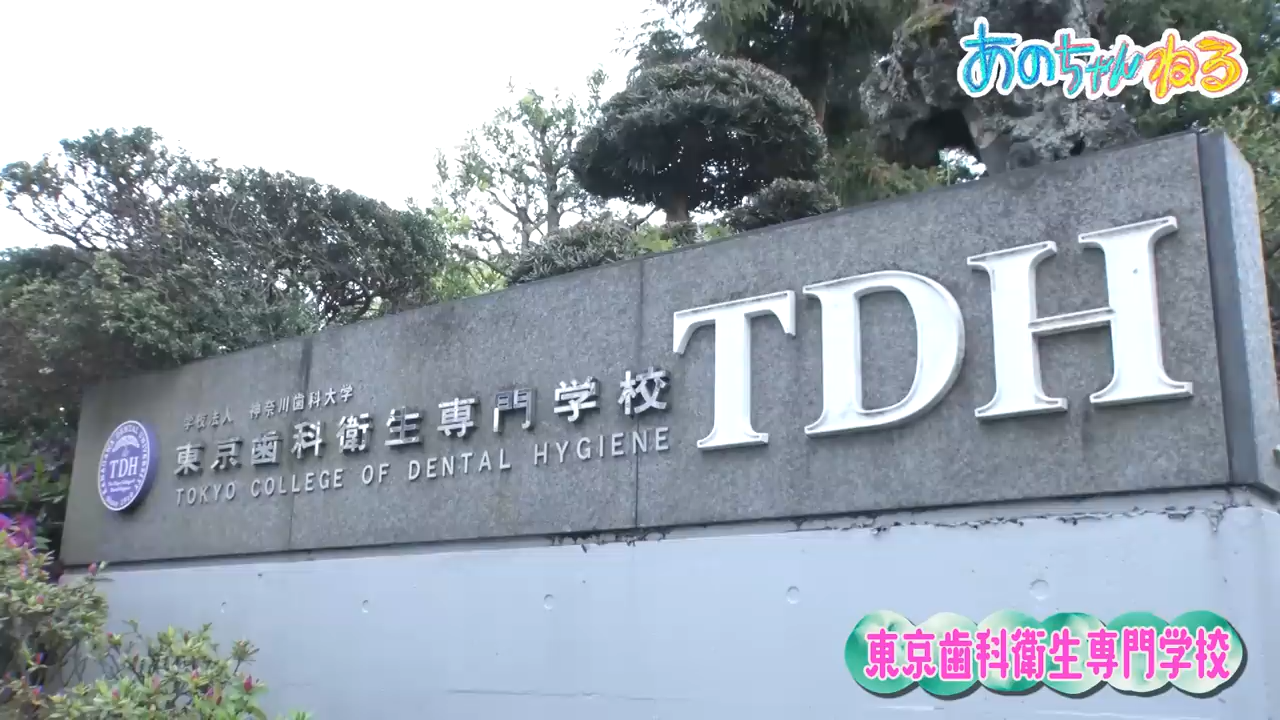 あのちゃんねる
学校法人 神奈川歯科大学
東京歯科衛生専門学校
TOKYO COLLEGE OF DENTAL HYGIENE
TDH
TDH
東京歯科衛生専門学校